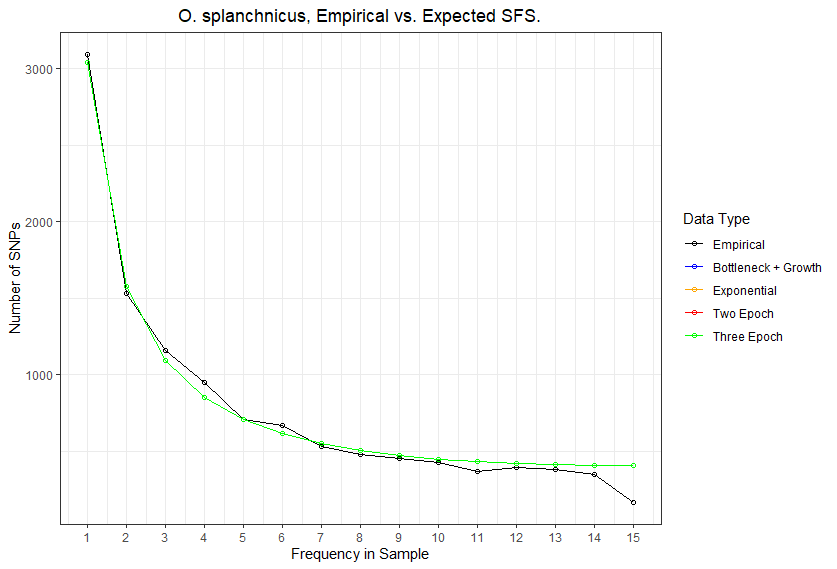 O. splanchnicus, Empirical vs. Expected SFS.
Number of SNPs
3000
2000
1000
1 2 3 4 5 6 7 8 9 10 11 12 13 14 15
Frequency in Sample
Data Type
Empirical
Bottleneck + Growth
Exponential
Two Epoch
Three Epoch